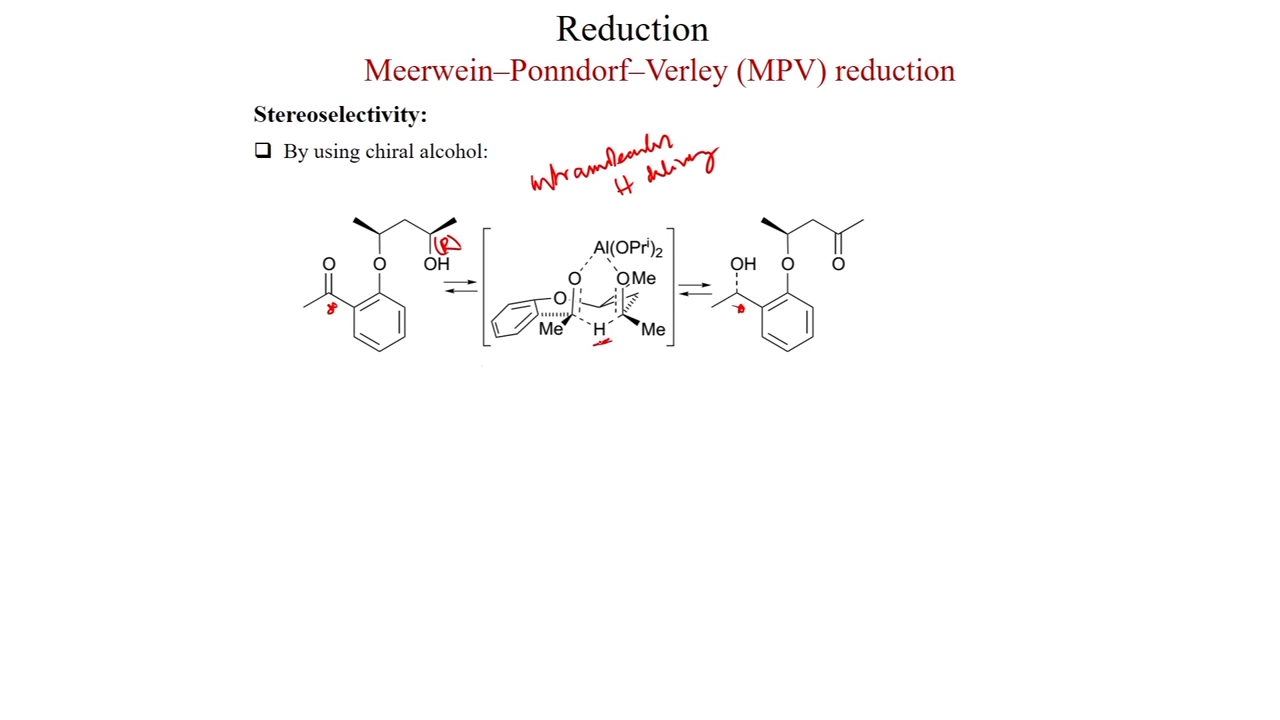 Reduction
Meerwein–Ponndorf–Verley (MPV) reduction
Stereoselectivity:
❑ By using chiral alcohol:
Intramolecular
H delivery
(R)
O
O
OH
Al(OPrⁱ)₂
O
OMe
O
Me
H
Me
OH
O
O